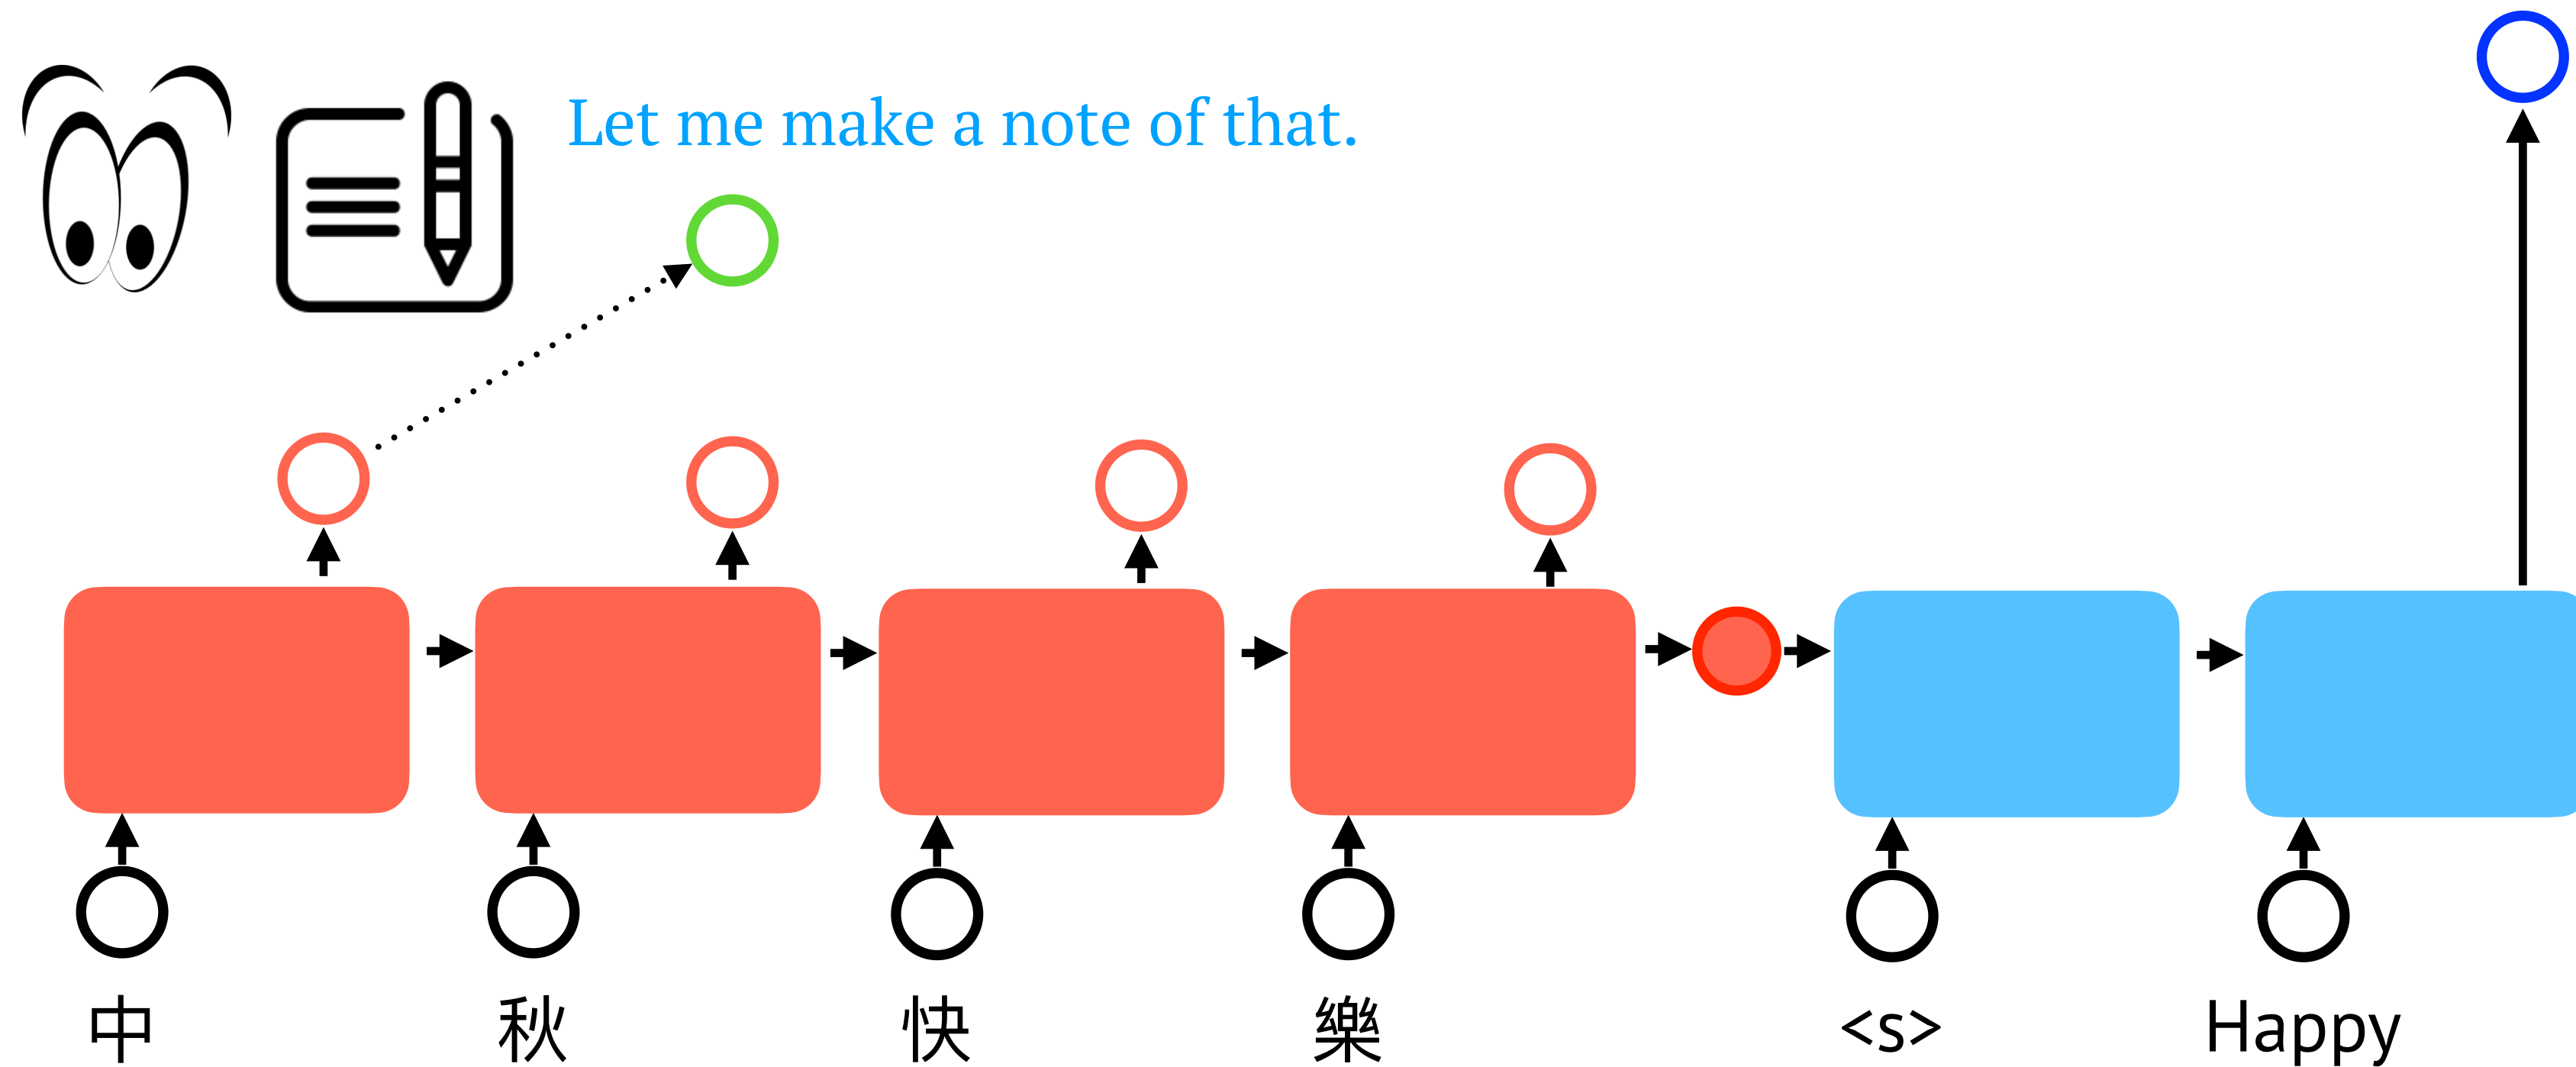 Let me make a note of that.
中 秋 快 樂 <s> Happy